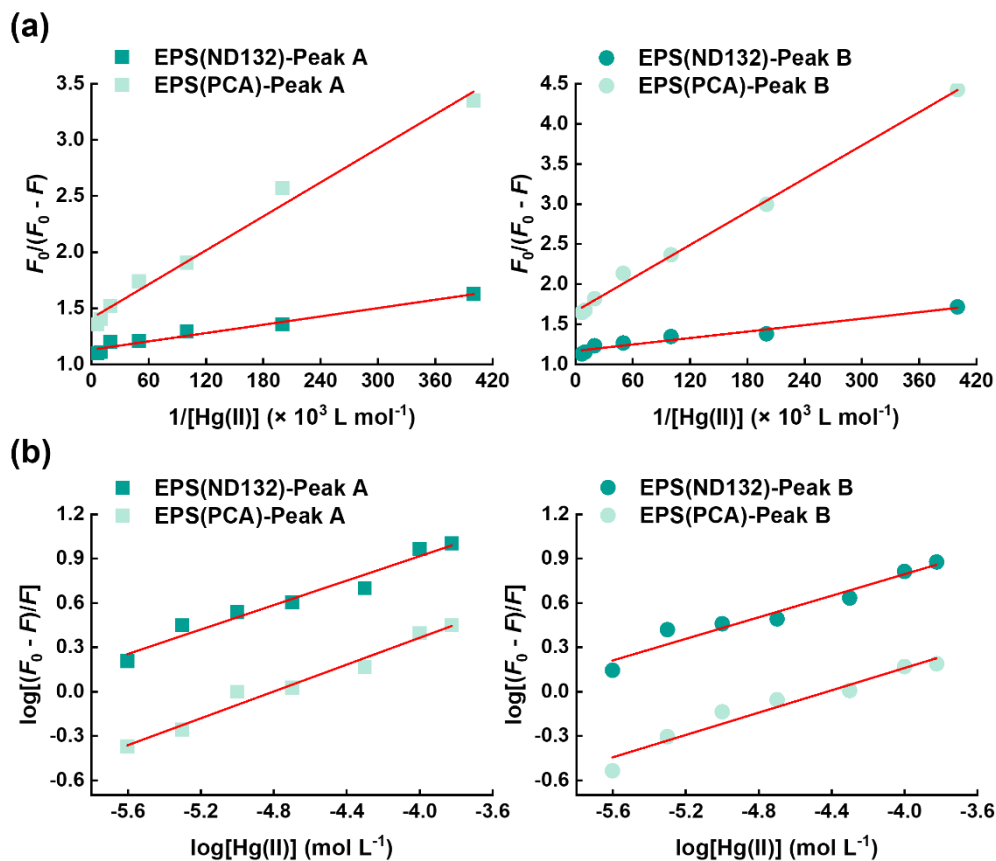 (a)
EPS(ND132)-Peak A
EPS(PCA)-Peak A
3.5
3.0
2.5
2.0
1.5
1.0
F₀/(F₀ - F)
0 60 120 180 240 300 360 420
1/[Hg(II)] (× 10³ L mol⁻¹)
EPS(ND132)-Peak B
EPS(PCA)-Peak B
4.5
4.0
3.5
3.0
2.5
2.0
1.5
1.0
F₀/(F₀ - F)
0 60 120 180 240 300 360 420
1/[Hg(II)] (× 10³ L mol⁻¹)
(b)
EPS(ND132)-Peak A
EPS(PCA)-Peak A
1.2
0.9
0.6
0.3
0.0
-0.3
-0.6
log[(F₀ - F)/F]
-5.6 -5.2 -4.8 -4.4 -4.0 -3.6
log[Hg(II)] (mol L⁻¹)
EPS(ND132)-Peak B
EPS(PCA)-Peak B
1.2
0.9
0.6
0.3
0.0
-0.3
-0.6
log[(F₀ - F)/F]
-5.6 -5.2 -4.8 -4.4 -4.0 -3.6
log[Hg(II)] (mol L⁻¹)